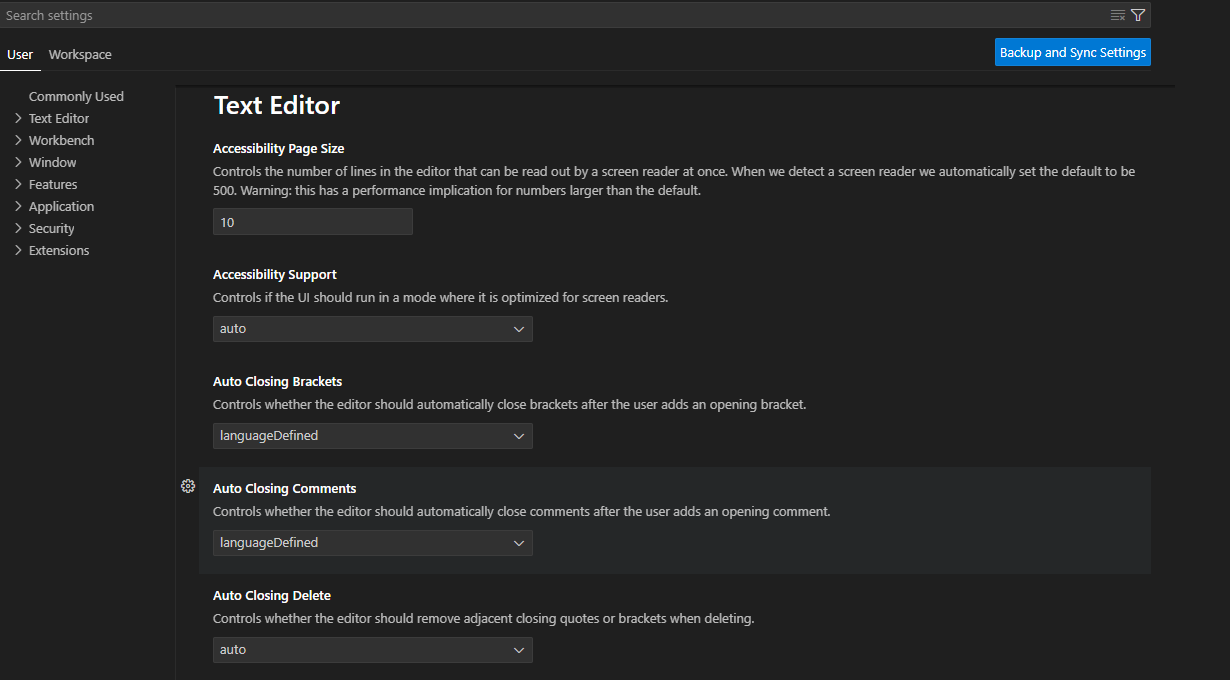 Search settings
User Workspace
Backup and Sync Settings
Commonly Used
Text Editor
Workbench
Window
Features
Application
Security
Extensions
Text Editor
Accessibility Page Size
Controls the number of lines in the editor that can be read out by a screen reader at once. When we detect a screen reader we automatically set the default to be
500. Warning: this has a performance implication for numbers larger than the default.
10
Accessibility Support
Controls if the UI should run in a mode where it is optimized for screen readers.
auto
Auto Closing Brackets
Controls whether the editor should automatically close brackets after the user adds an opening bracket.
languageDefined
Auto Closing Comments
Controls whether the editor should automatically close comments after the user adds an opening comment.
languageDefined
Auto Closing Delete
Controls whether the editor should remove adjacent closing quotes or brackets when deleting.
auto